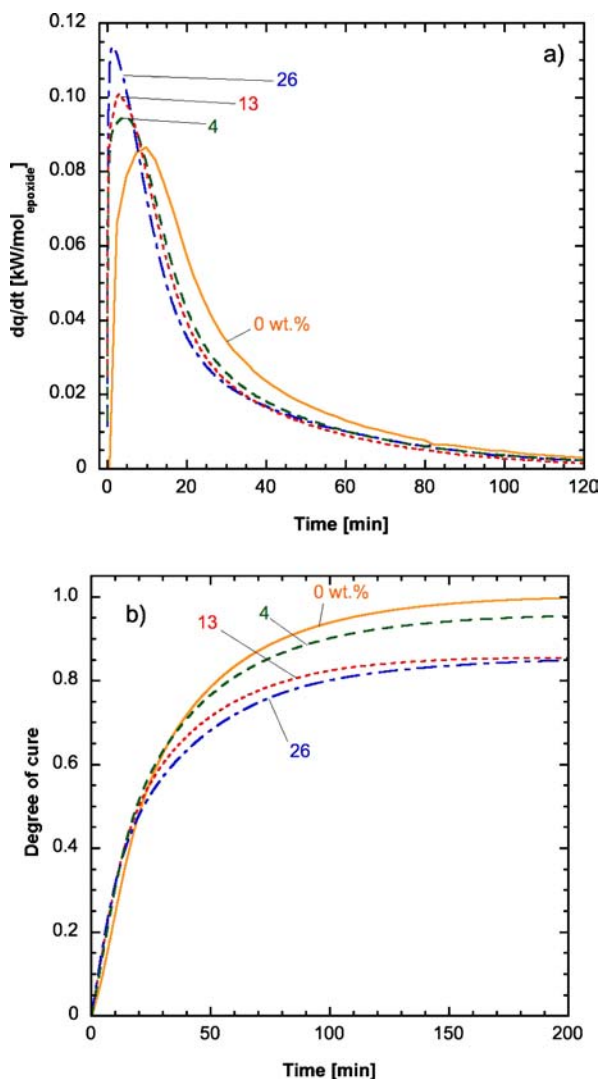 0.12
a)
26
0.10
13
4
0.08
dq/dt [kW/mol epoxide]
0.06
0.04
0 wt.%
0.02
0
0 20 40 60 80 100 120
Time [min]
0 wt.%
1.0
b)
4
13
0.8
26
0.6
Degree of cure
0.4
0.2
0
0 50 100 150 200
Time [min]